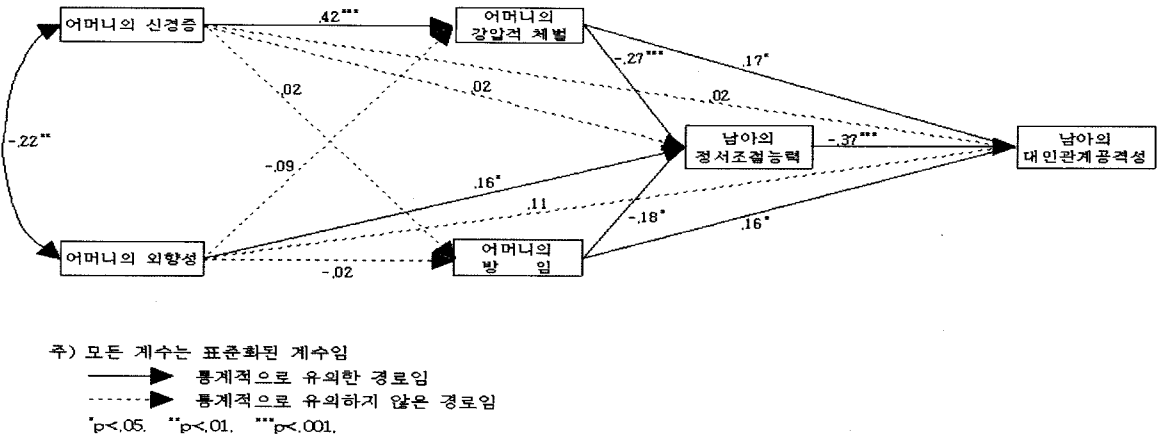 어머니의 신경증
.42***
어머니의
강압적 체벌
-.27***
.17*
.02
.02
.02
-.22**
남아의
정서조절능력
-.37***
남아의
대인관계공격성
-.09
.16*
.11
-.18*
.16*
어머니의 외향성
-.02
어머니의
방 임
주) 모든 계수는 표준화된 계수임
통계적으로 유의한 경로임
통계적으로 유의하지 않은 경로임
*p<.05. **p<.01. ***p<.001.